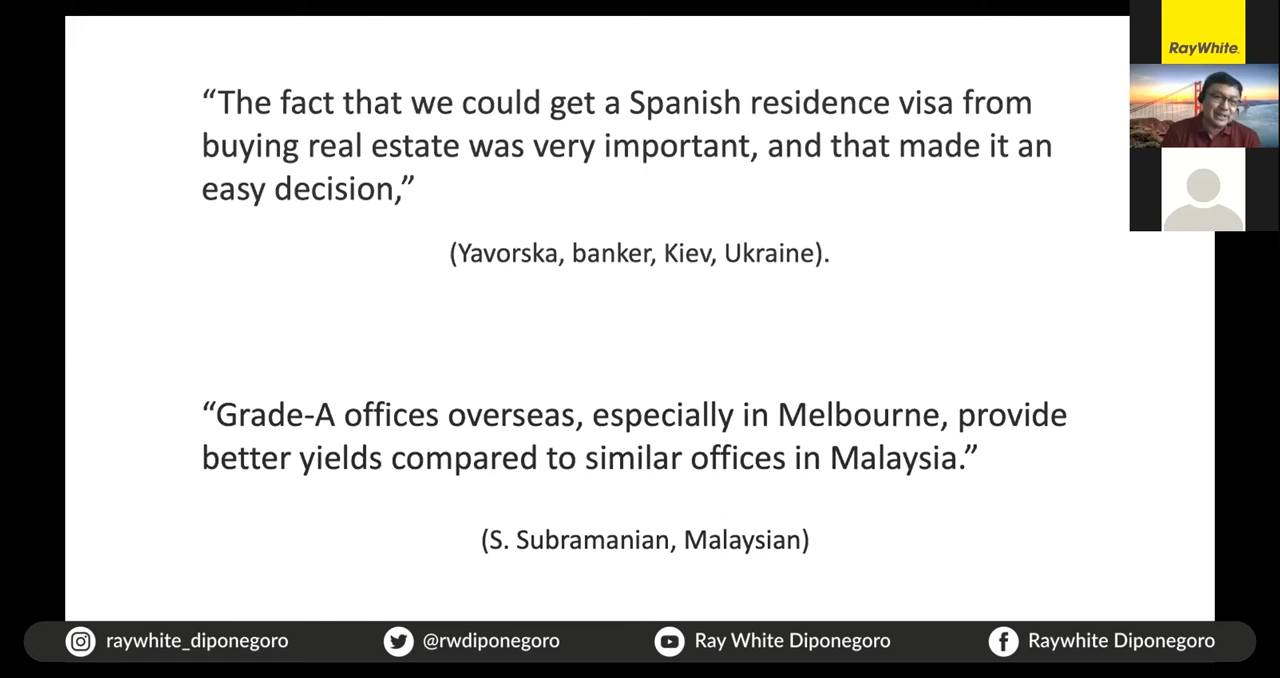 RayWhite.
“The fact that we could get a Spanish residence visa from
buying real estate was very important, and that made it an
easy decision,”
(Yavorska, banker, Kiev, Ukraine).
“Grade-A offices overseas, especially in Melbourne, provide
better yields compared to similar offices in Malaysia.”
(S. Subramanian, Malaysian)
raywhite_diponegoro
@rwdiponegoro
Ray White Diponegoro
Raywhite Diponegoro